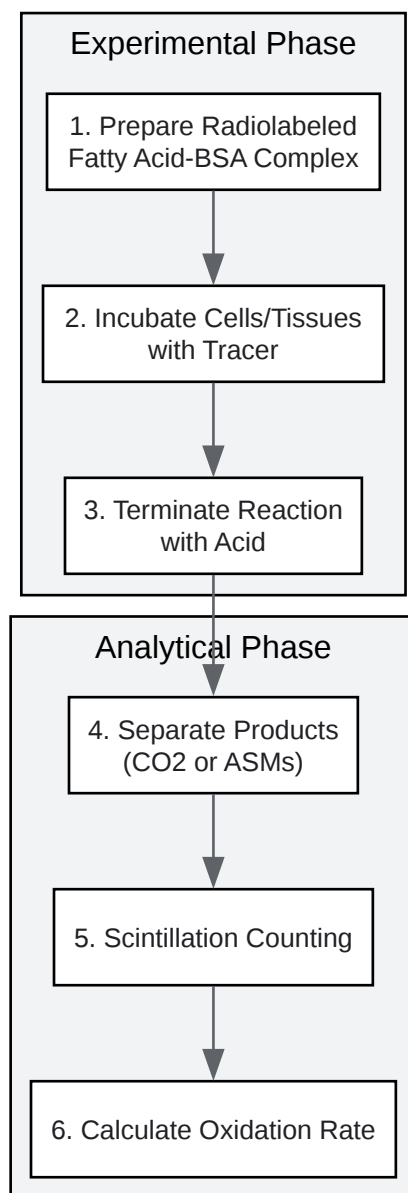 Experimental Phase
1. Prepare Radiolabeled
Fatty Acid-BSA Complex
2. Incubate Cells/Tissues
with Tracer
3. Terminate Reaction
with Acid
Analytical Phase
4. Separate Products
(CO2 or ASMs)
5. Scintillation Counting
6. Calculate Oxidation Rate